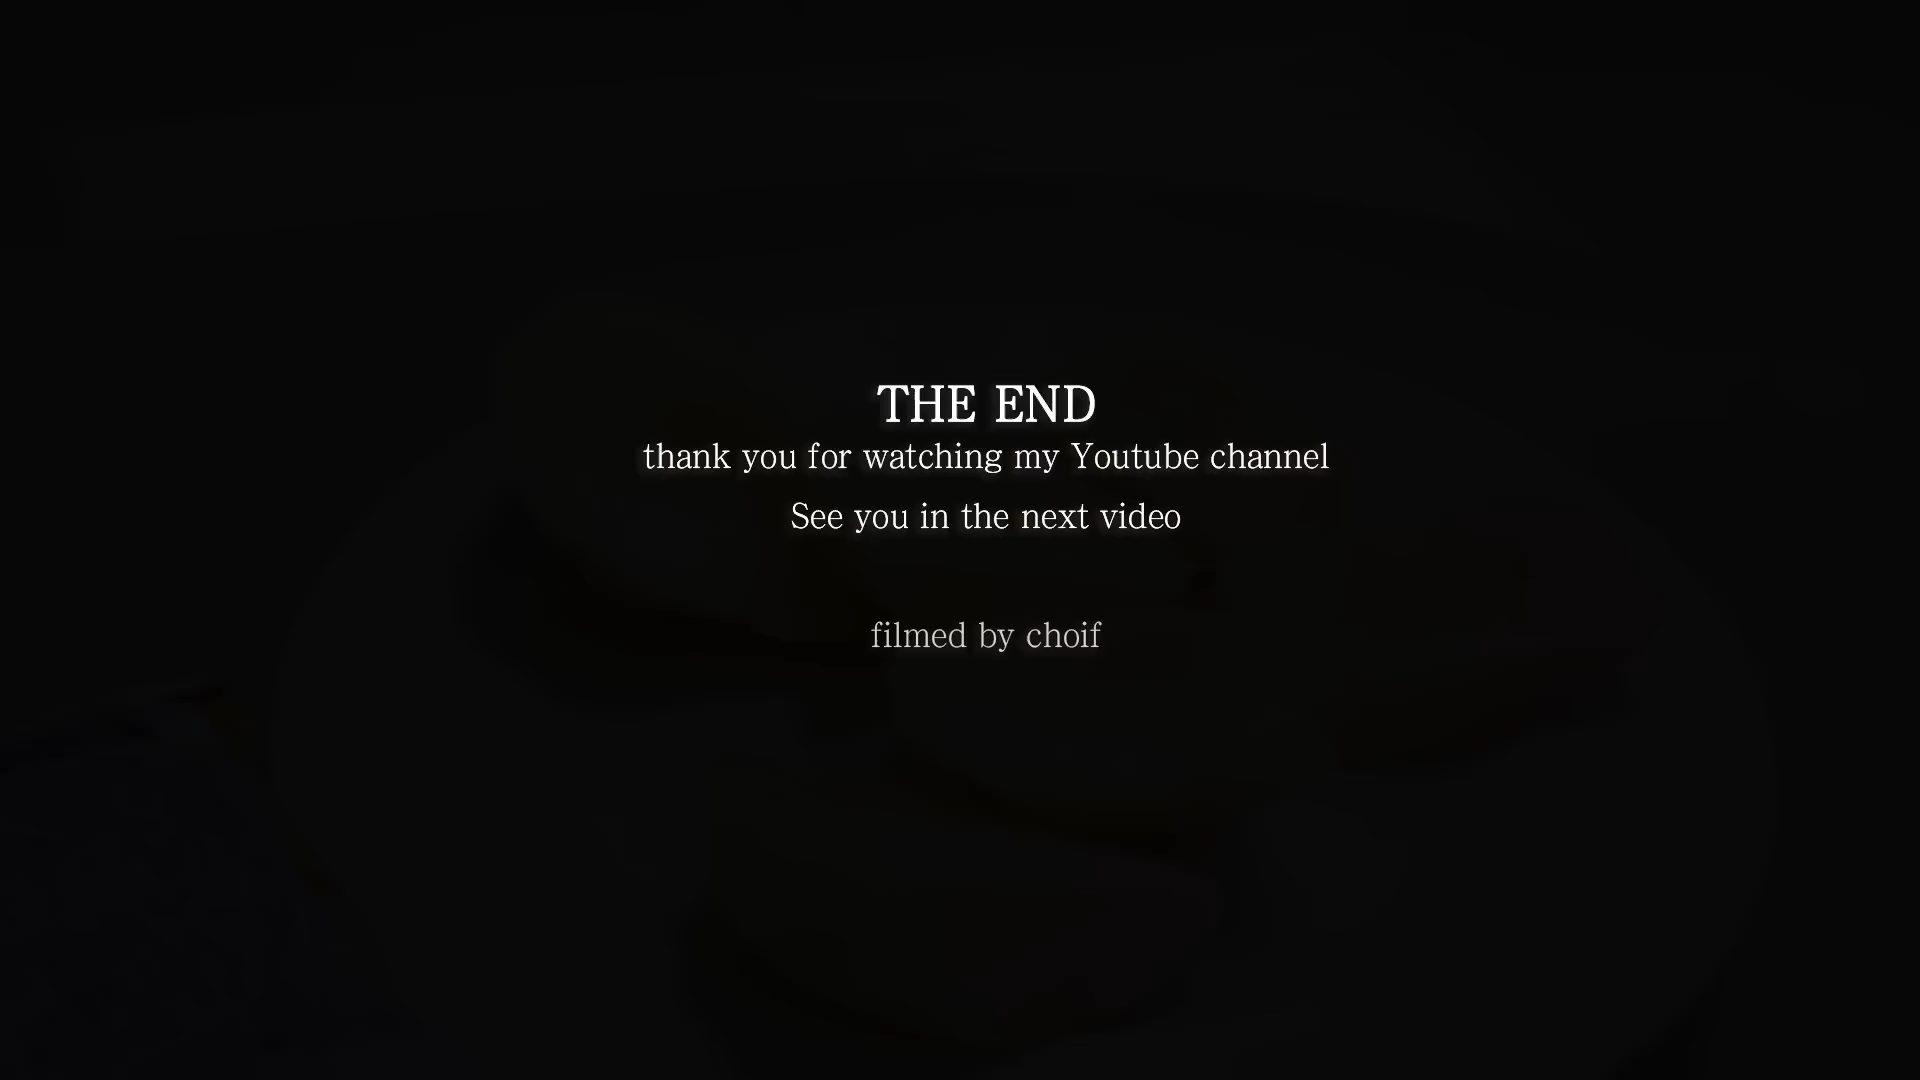 THE END
thank you for watching my Youtube channel
See you in the next video
filmed by choif